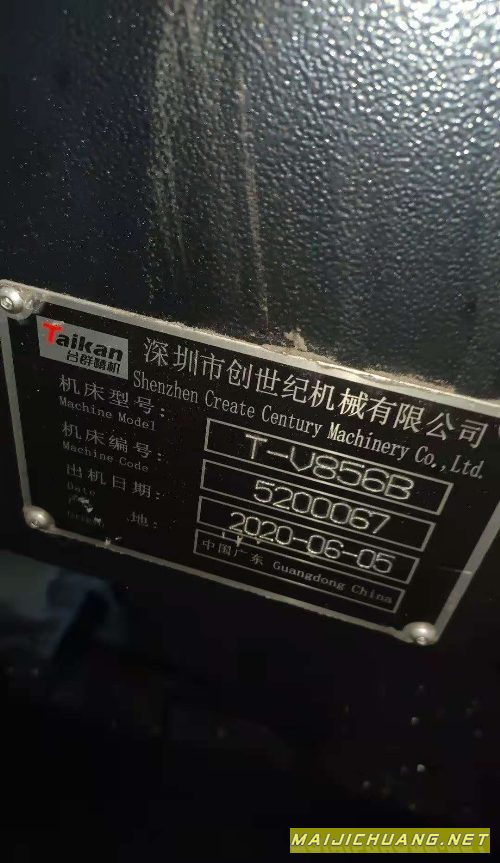 Taikan
台群精机
深圳市创世纪机械有限公司
Shenzhen Create Century Machinery Co.,Ltd.
机床型号:
Machine Model
T-V856B
机床编号:
Machine Code
5200067
出机日期:
Date
2020-06-05
地:
中国广东 Guangdong China
MAIJICHUANG.NET